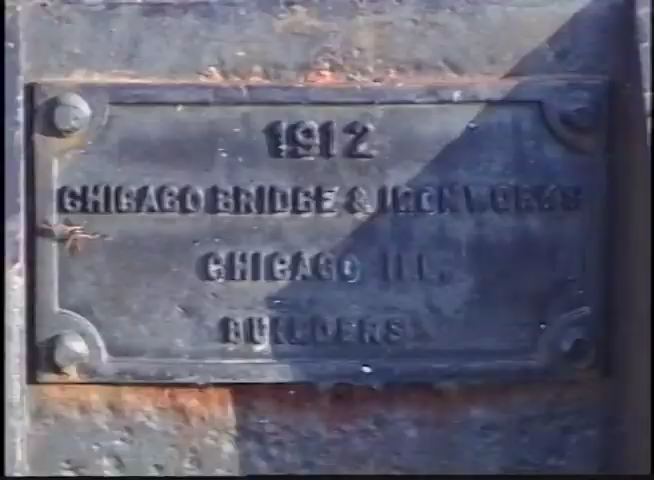 1912
CHICAGO BRIDGE & IRON WORKS
CHICAGO ILL.
BUILDERS